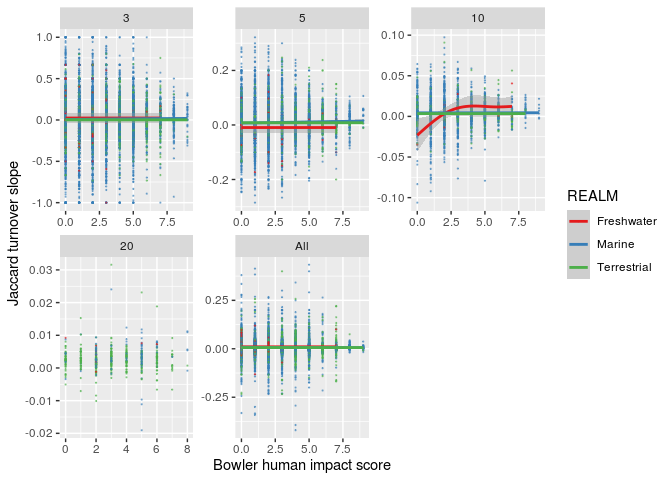 3 5 10
1.0
0.5
0.0
-0.5
-1.0
0.2
0.0
-0.2
0.10
0.05
0.00
-0.05
-0.10
0.0 2.5 5.0 7.5 0.0 2.5 5.0 7.5 0.0 2.5 5.0 7.5
Jaccard turnover slope
20 All
0.03
0.02
0.01
0.00
-0.01
-0.02
0.25
0.00
-0.25
0 2 4 6 8 0.0 2.5 5.0 7.5
Bowler human impact score
REALM
Freshwater
Marine
Terrestrial